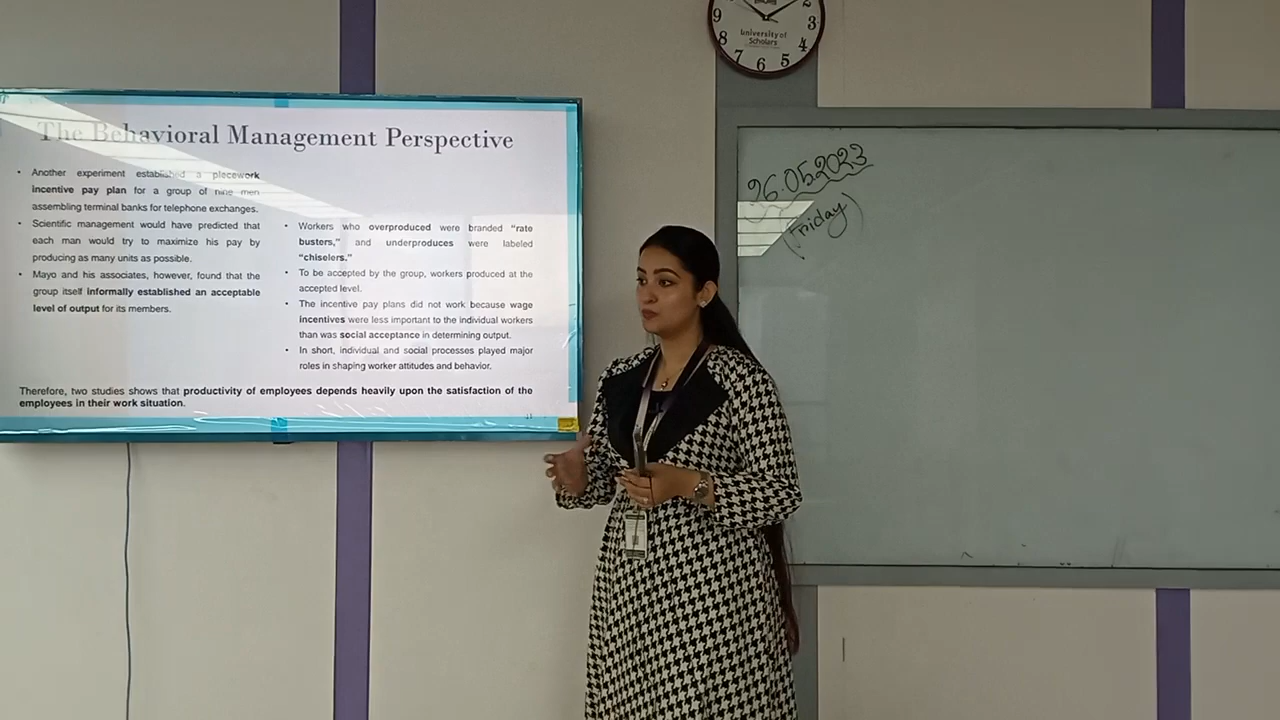 The Behavioral Management Perspective
• Another experiment established a piecework
incentive pay plan for a group of nine men
assembling terminal banks for telephone exchanges.
• Scientific management would have predicted that
each man would try to maximize his pay by
producing as many units as possible.
• Mayo and his associates, however, found that the
group itself informally established an acceptable
level of output for its members.
• Workers who overproduced were branded "rate
busters," and underproduces were labeled
"chiselers."
• To be accepted by the group, workers produced at the
accepted level.
• The incentive pay plans did not work because wage
incentives were less important to the individual workers
than was social acceptance in determining output.
• In short, individual and social processes played major
roles in shaping worker attitudes and behavior.
Therefore, two studies shows that productivity of employees depends heavily upon the satisfaction of the
employees in their work situation.
2
9 3
8 4
7 6 5
University of
Scholars
26.05.2023
(Friday)